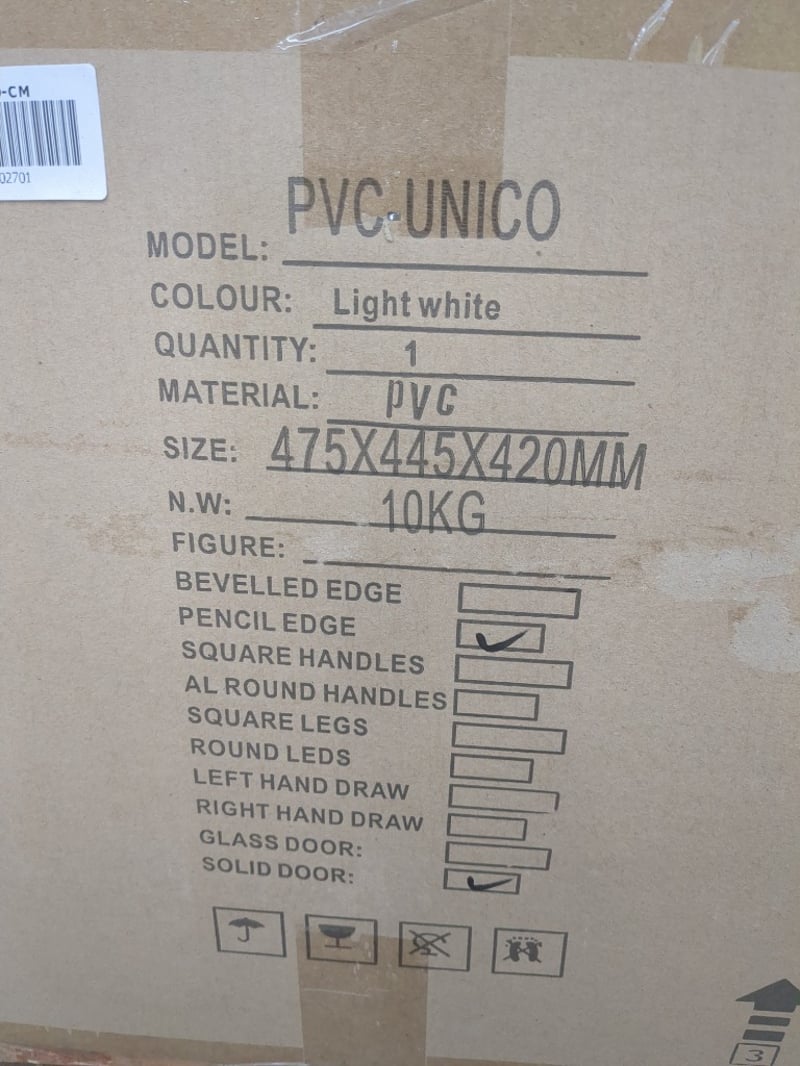 -CM
02701
PVC UNICO
MODEL:
COLOUR: Light white
QUANTITY: 1
MATERIAL: PVC
SIZE: 475X445X420MM
N.W: 10KG
FIGURE:
BEVELLED EDGE
PENCIL EDGE
SQUARE HANDLES
AL ROUND HANDLES
SQUARE LEGS
ROUND LEDS
LEFT HAND DRAW
RIGHT HAND DRAW
GLASS DOOR:
SOLID DOOR:
3